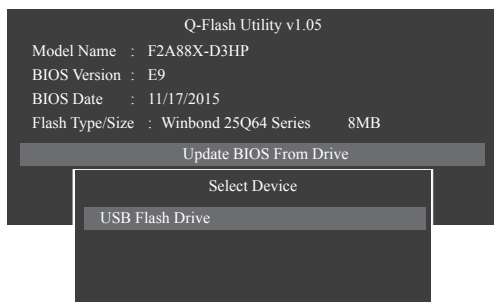 Q-Flash Utility v1.05
Model Name : F2A88X-D3HP
BIOS Version : E9
BIOS Date : 11/17/2015
Flash Type/Size : Winbond 25Q64 Series 8MB
Update BIOS From Drive
Select Device
USB Flash Drive